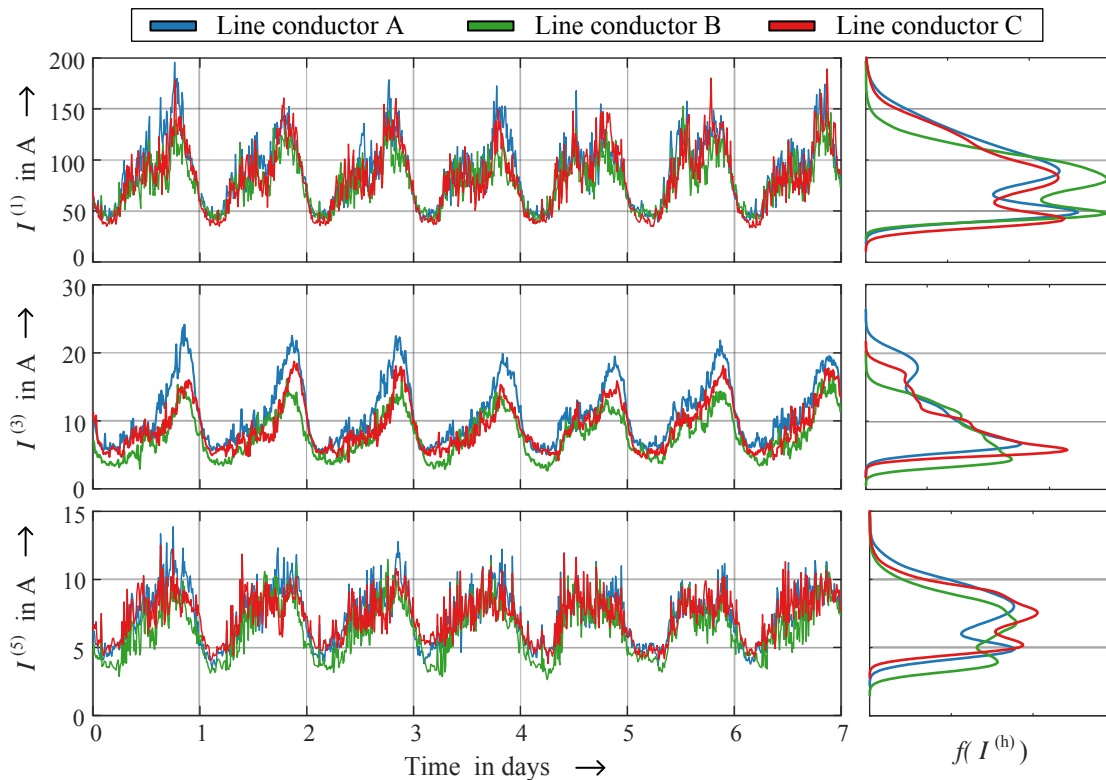 Line conductor A Line conductor B Line conductor C
I (1) in A →
200
150
100
50
0
I (3) in A →
30
20
10
0
I (5) in A →
15
10
5
0
0 1 2 3 4 5 6 7
Time in days →
f( I (h))